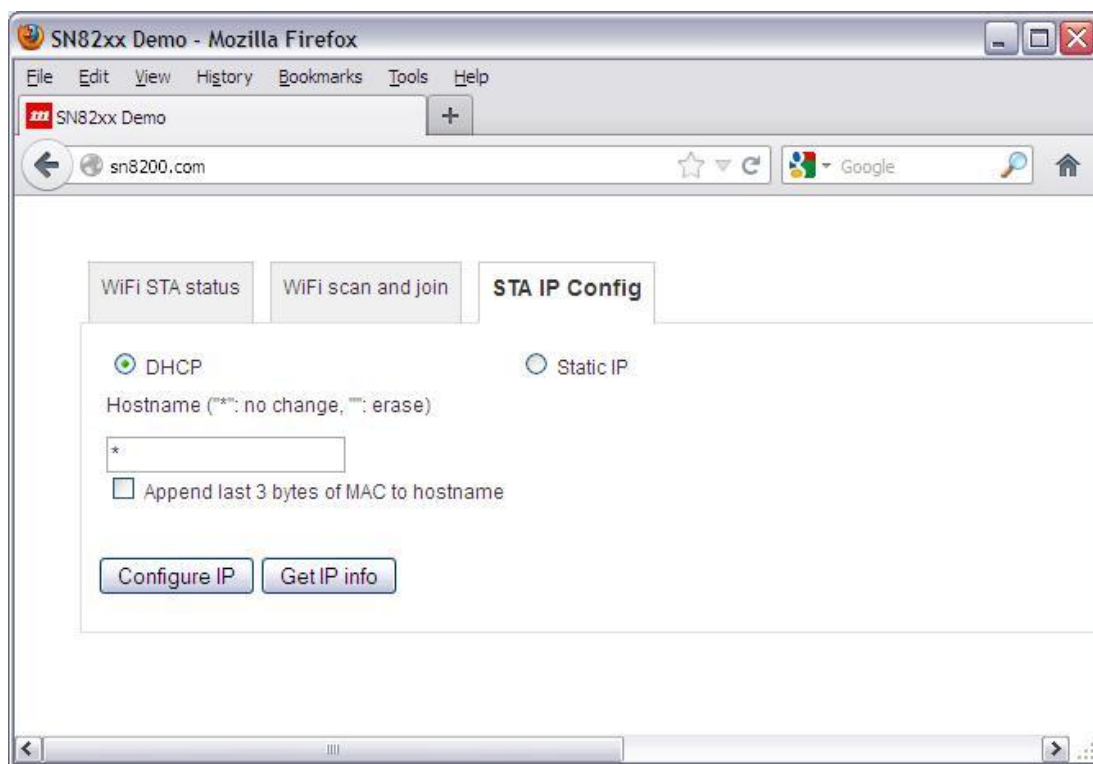 SN82xx Demo - Mozilla Firefox
File Edit View History Bookmarks Tools Help
m SN82xx Demo +
sn8200.com Google
WiFi STA status WiFi scan and join STA IP Config
DHCP Static IP
Hostname ("*": no change, "": erase)
*
Append last 3 bytes of MAC to hostname
Configure IP Get IP info